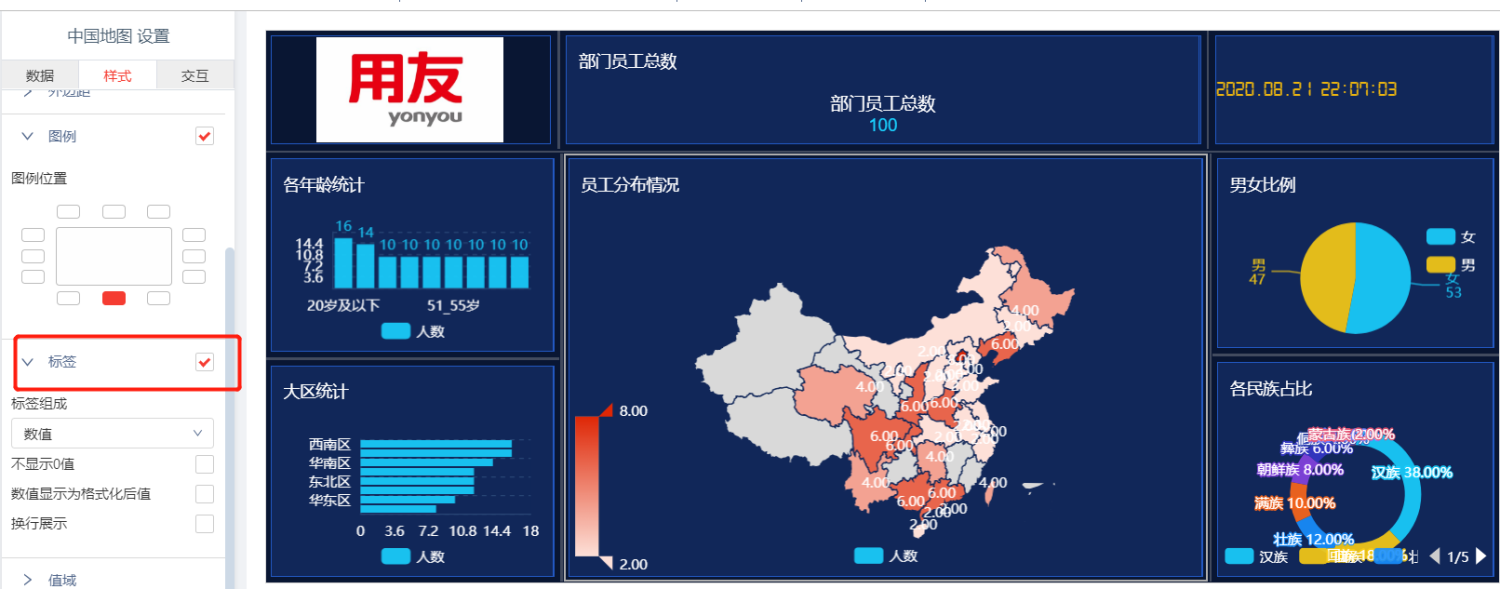 中国地图 设置
数据 样式 交互
外边距
图例
图例位置
标签
标签组成
数值
不显示0值
数值显示为格式化后值
换行展示
值域
用友
yonyou
部门员工总数
部门员工总数
100
2020.08.21 22:07:03
各年龄统计
16 14 10 10 10 10 10 10 10
14.4
10.8
7.2
3.6
20岁及以下 51_55岁
人数
大区统计
西南区
华南区
东北区
华东区
0 3.6 7.2 10.8 14.4 18
人数
员工分布情况
8.00
2.00
4.00
2.00
6.00
4.00
6.00
6.00
6.00
6.00
4.00
4.00
6.00
6.00
4.00
2.00
人数
男女比例
女
男
男
47
女
53
各民族占比
蒙古族(2.00%
彝族 6.00%
朝鲜族 8.00%
汉族 38.00%
满族 10.00%
壮族 12.00%
汉族
1/5